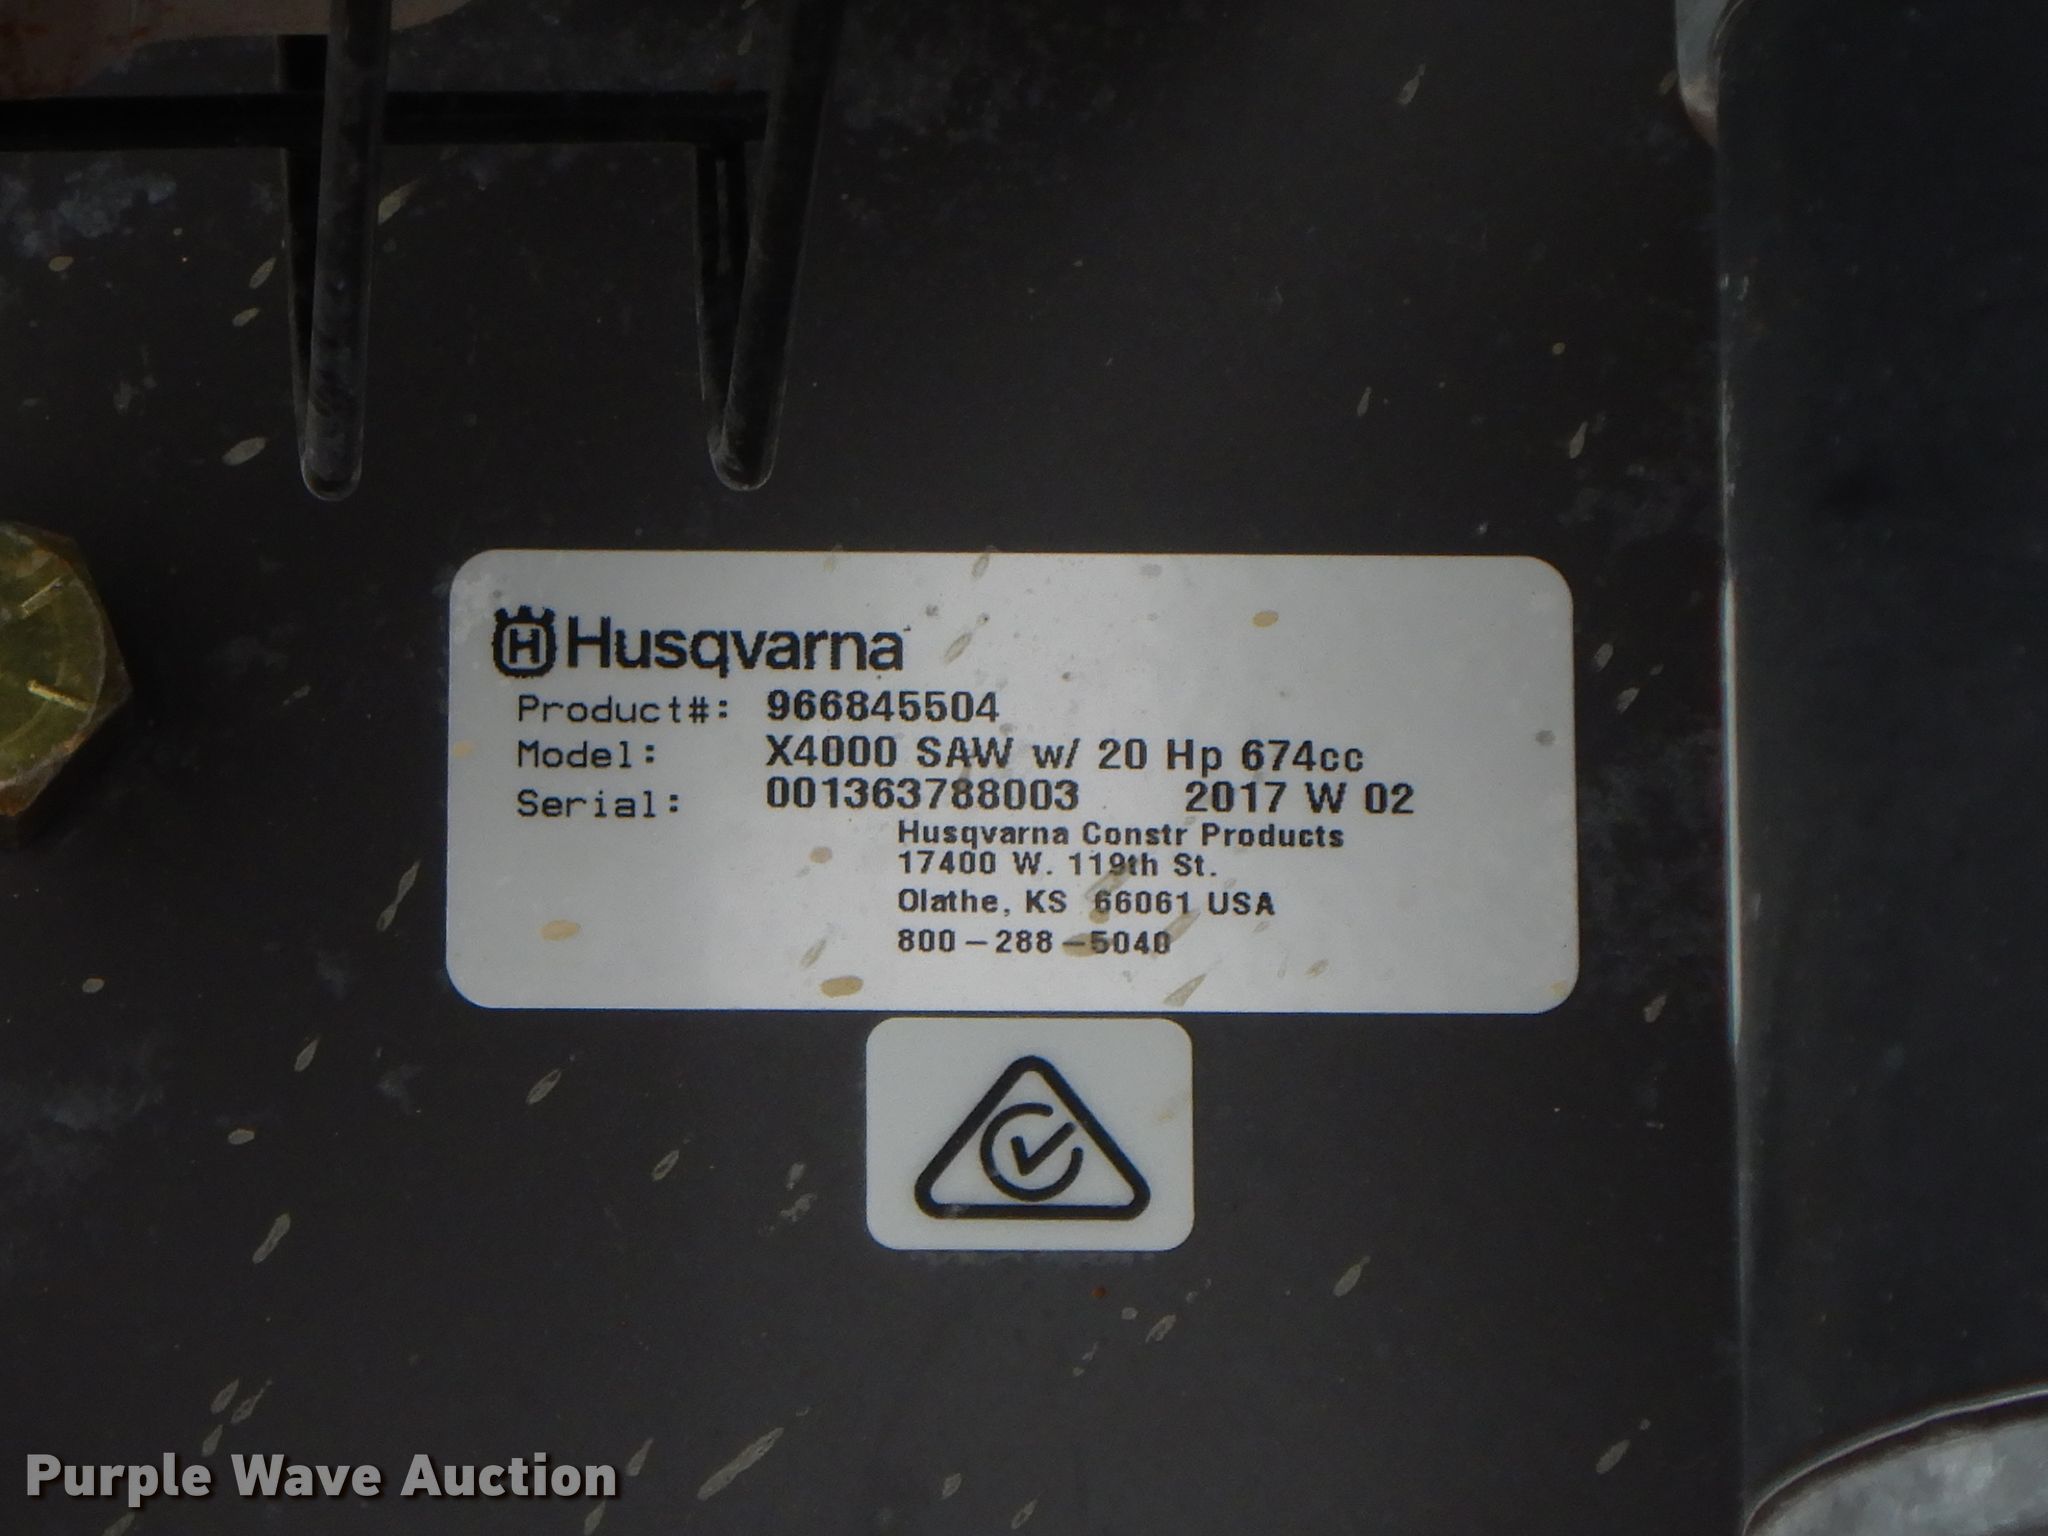 Husqvarna
Product#: 966845504
Model: X4000 SAW w/ 20 Hp 674cc
Serial: 001363788003 2017 W 02
Husqvarna Constr Products
17400 W. 119th St.
Olathe, KS 66061 USA
800-288-5040
Purple Wave Auction